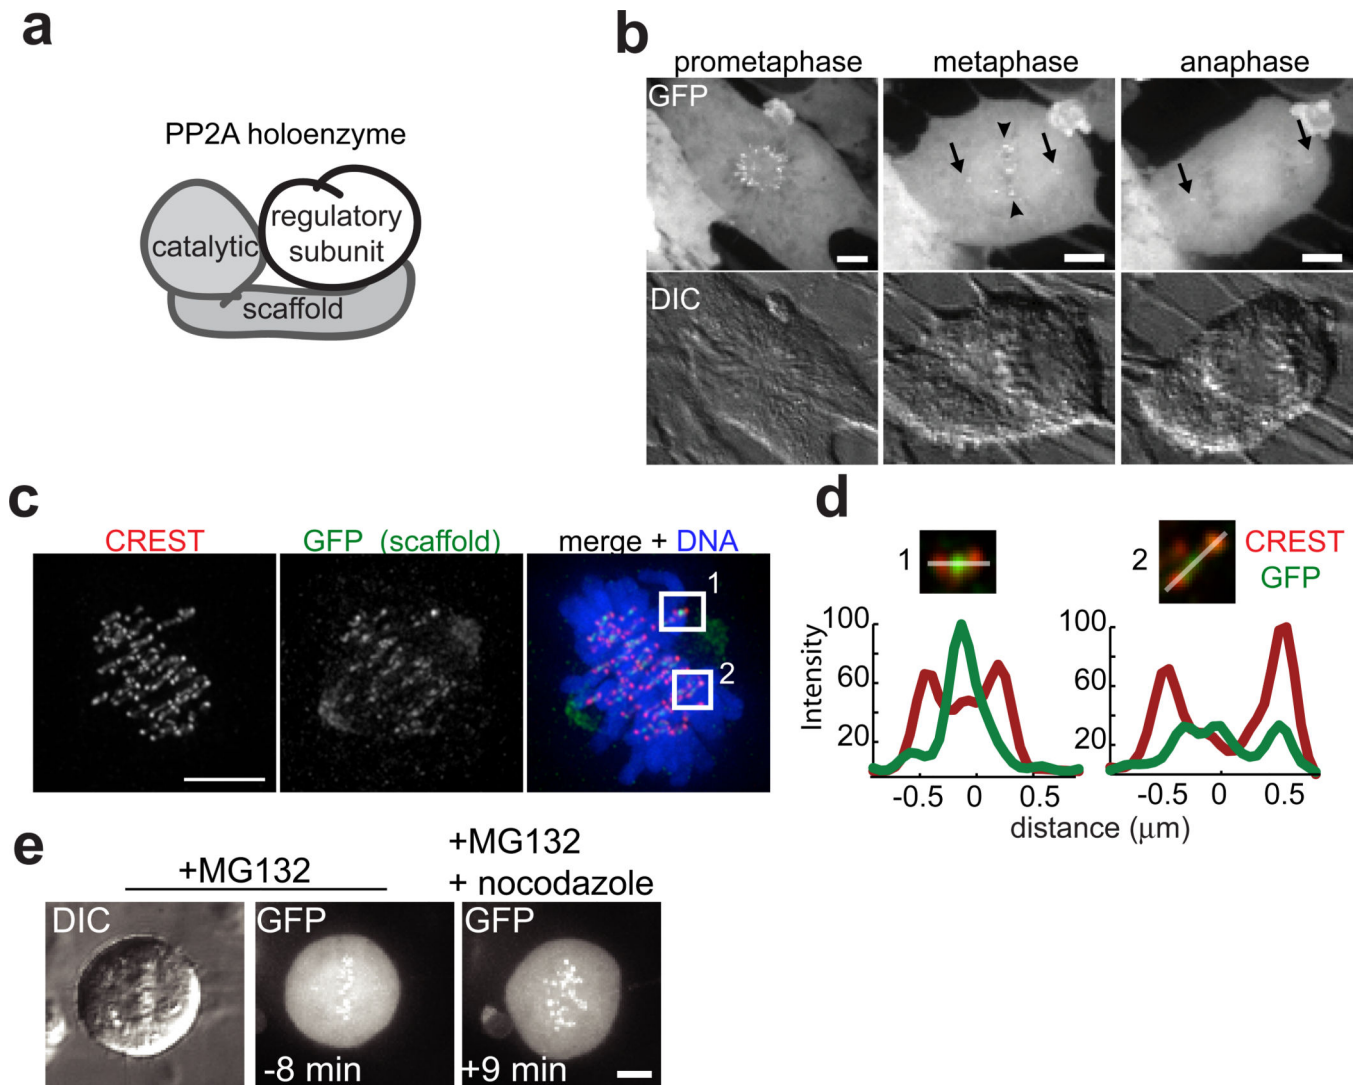 a
PP2A holoenzyme
catalytic
regulatory
subunit
scaffold
b
prometaphase metaphase anaphase
GFP
DIC
c
CREST GFP (scaffold) merge + DNA
1
2
d
1
2
CREST
GFP
Intensity
100
60
20
-0.5 0 0.5
100
60
20
-0.5 0 0.5
distance (μm)
e
+MG132
+MG132
+ nocodazole
DIC GFP GFP
-8 min +9 min